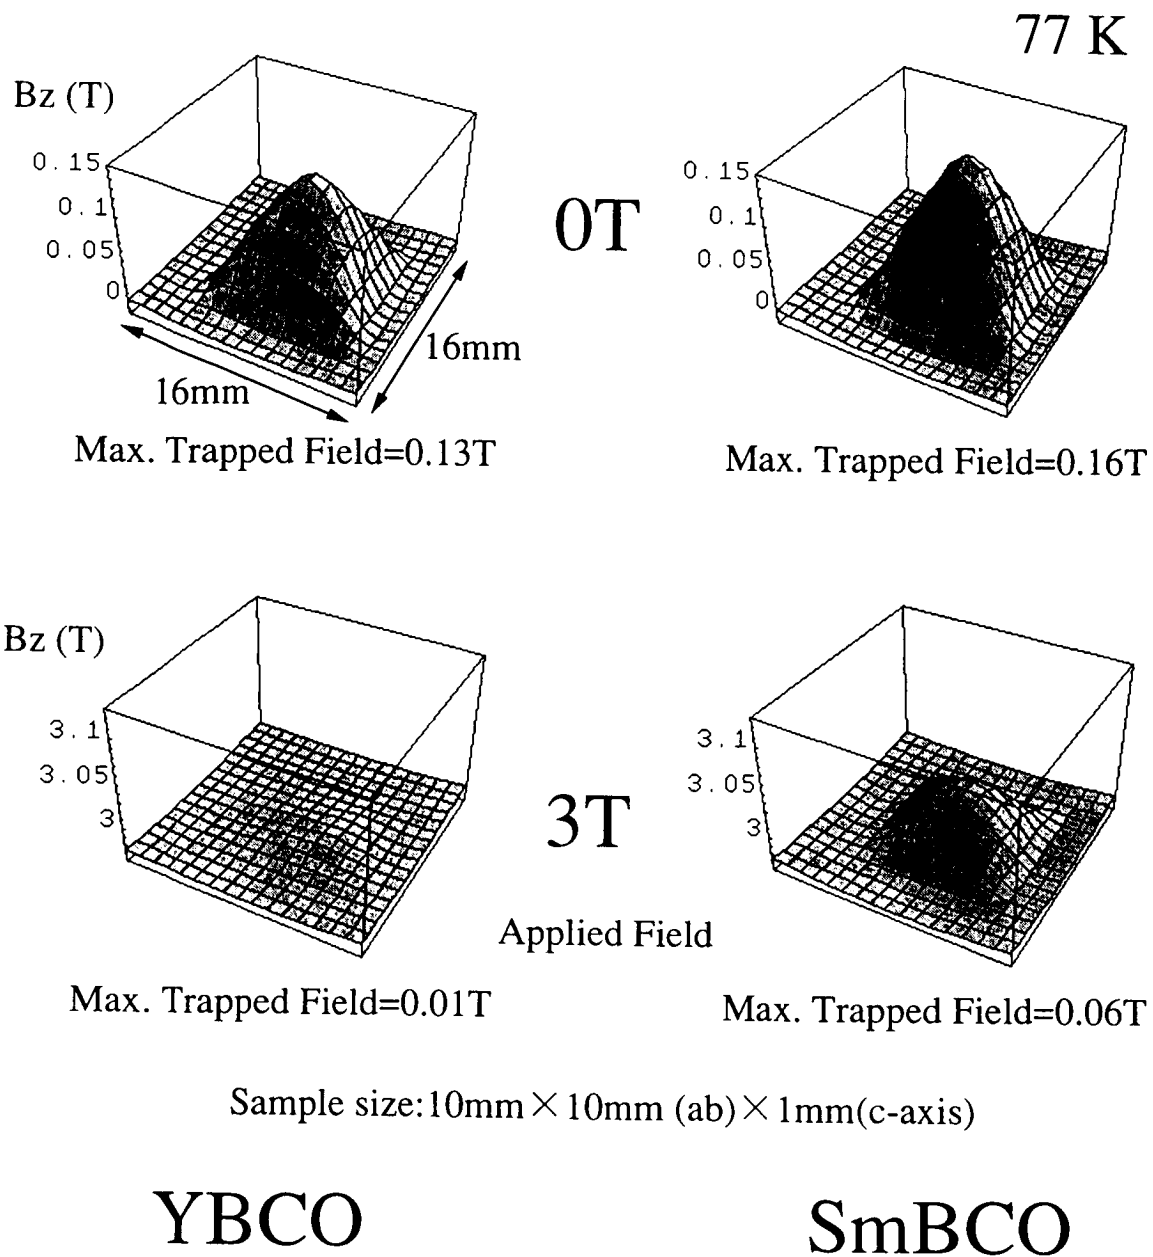 77 K
Bz (T)
0.15
0.1
0.05
0
16mm
16mm
Max. Trapped Field=0.13T
0T
0.15
0.1
0.05
0
Max. Trapped Field=0.16T
Bz (T)
3.1
3.05
3
Max. Trapped Field=0.01T
3T
Applied Field
3.1
3.05
3
Max. Trapped Field=0.06T
Sample size:10mm×10mm (ab)×1mm(c-axis)
YBCO
SmBCO